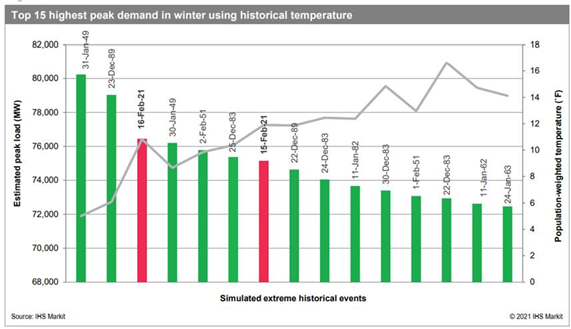 Top 15 highest peak demand in winter using historical temperature
Estimated peak load (MW)
82,000
80,000
78,000
76,000
74,000
72,000
70,000
68,000
31-Jan-49
23-Dec-89
16-Feb-21
30-Jan-49
2-Feb-51
25-Dec-83
15-Feb-21
22-Dec-89
24-Dec-83
11-Jan-82
30-Dec-83
1-Feb-51
22-Dec-83
11-Jan-62
24-Jan-63
18
16
14
12
10
8
6
4
2
0
Population-weighted temperature (˚F)
Simulated extreme historical events
Source: IHS Markit
© 2021 IHS Markit